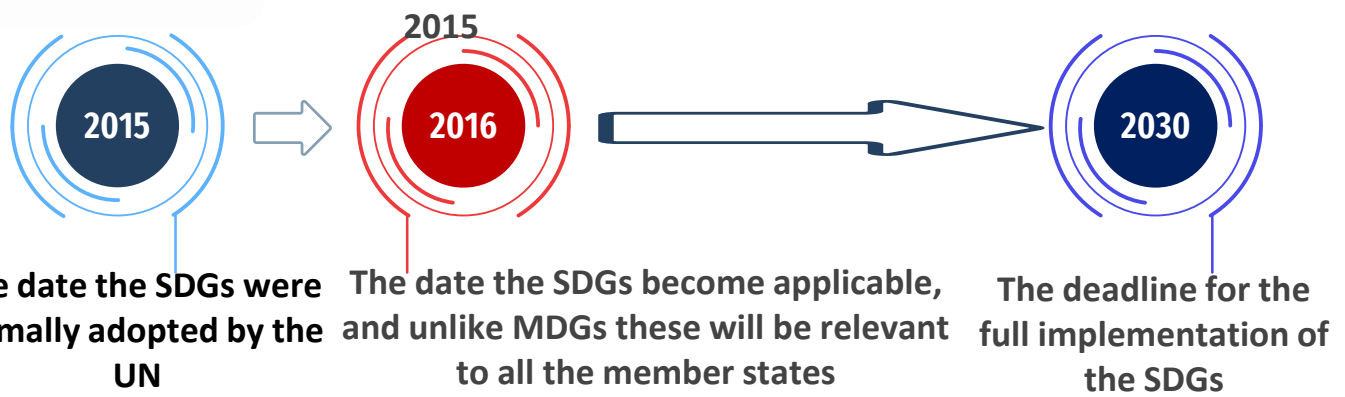 2015
2015
2016
2030
e date the SDGs were
mally adopted by the
UN
The date the SDGs become applicable,
and unlike MDGs these will be relevant
to all the member states
The deadline for the
full implementation of
the SDGs